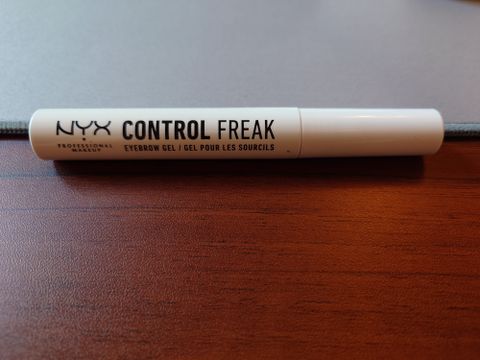 NYX
PROFESSIONAL
MAKEUP
CONTROL FREAK
EYEBROW GEL / GEL POUR LES SOURCILS